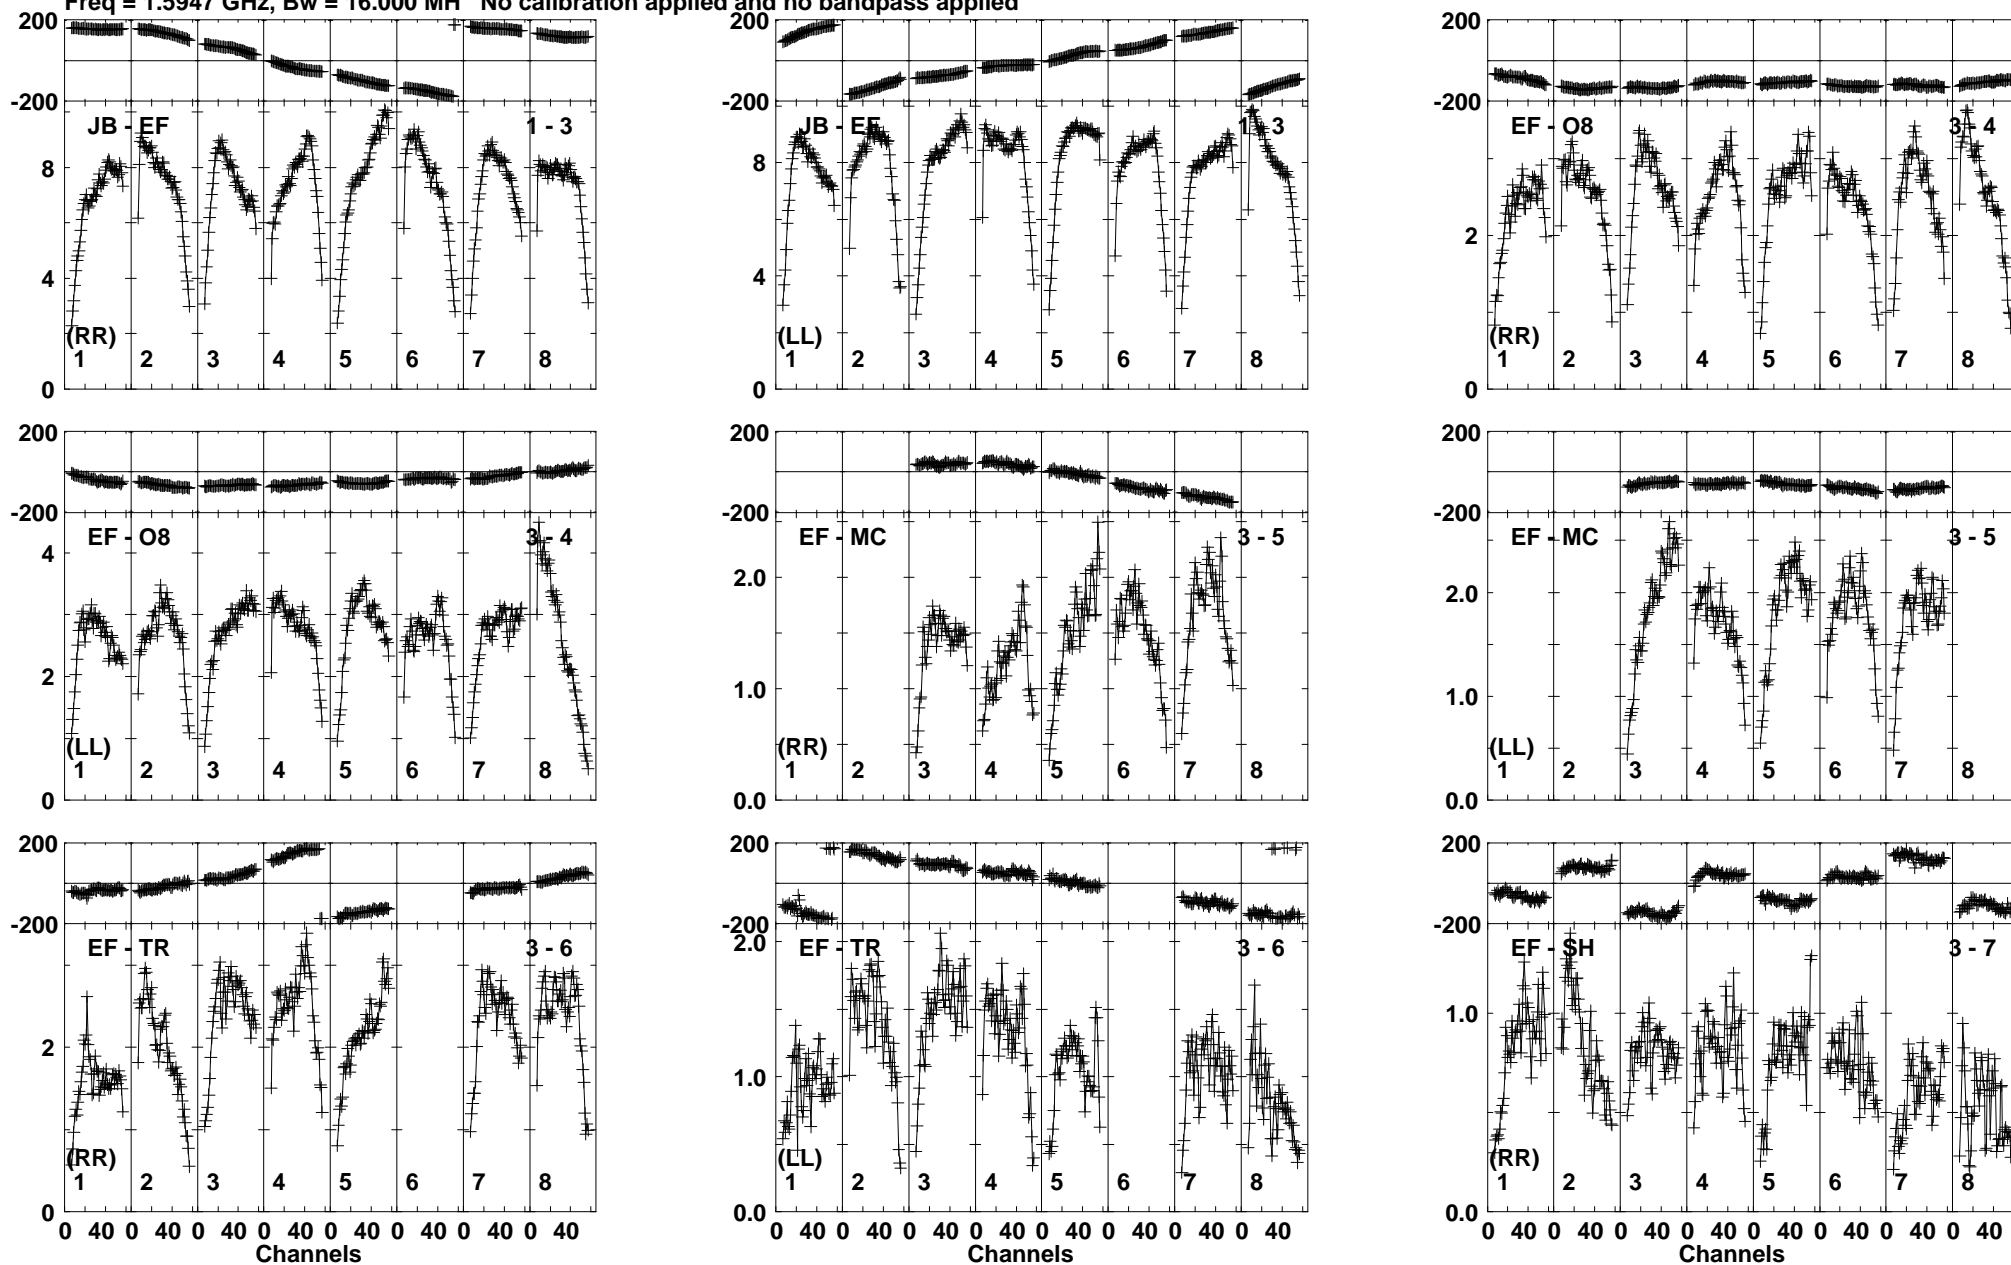 Freq = 1.5947 GHz, Bw = 16.000 MH No calibration applied and no bandpass applied
200 200 200
-200 -200 -200
JB - EF 1 - 3 JB - EF 1 - 3 EF - O8 3 - 4
8 8
4 4 2
(RR) (LL) (RR)
1 2 3 4 5 6 7 8 1 2 3 4 5 6 7 8 1 2 3 4 5 6 7 8
0 0 0
200 200 200
-200 -200 -200
EF - O8 3 - 4 EF - MC 3 - 5 EF - MC 3 - 5
4 2.0 2.0
2 1.0 1.0
(LL) (RR) (LL)
1 2 3 4 5 6 7 8 1 2 3 4 5 6 7 8 1 2 3 4 5 6 7 8
0 0.0 0.0
200 200 200
-200 -200 -200
EF - TR 3 - 6 EF - TR 3 - 6 EF - SH 3 - 7
2.0
2 1.0 1.0
(RR) (LL) (RR)
1 2 3 4 5 6 7 8 1 2 3 4 5 6 7 8 1 2 3 4 5 6 7 8
0 0.0 0.0
0 40 0 40 0 40 0 40 0 40 0 40 0 40 0 40 0 40 0 40 0 40 0 40 0 40 0 40 0 40 0 40 0 40 0 40 0 40 0 40 0 40 0 40 0 40 0 40
Channels Channels Channels